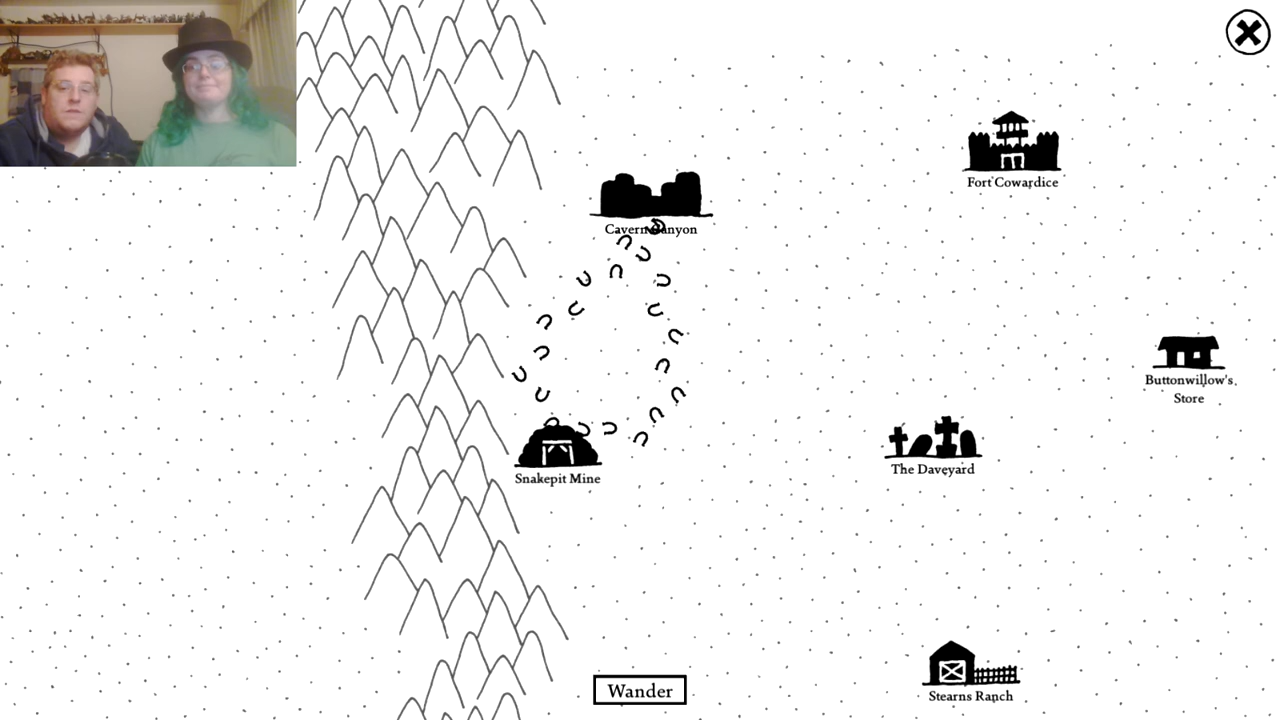 Fort Cowardice
Cavern Canyon
Buttonwillow's
Store
The Daveyard
Snakepit Mine
Wander
Stearns Ranch